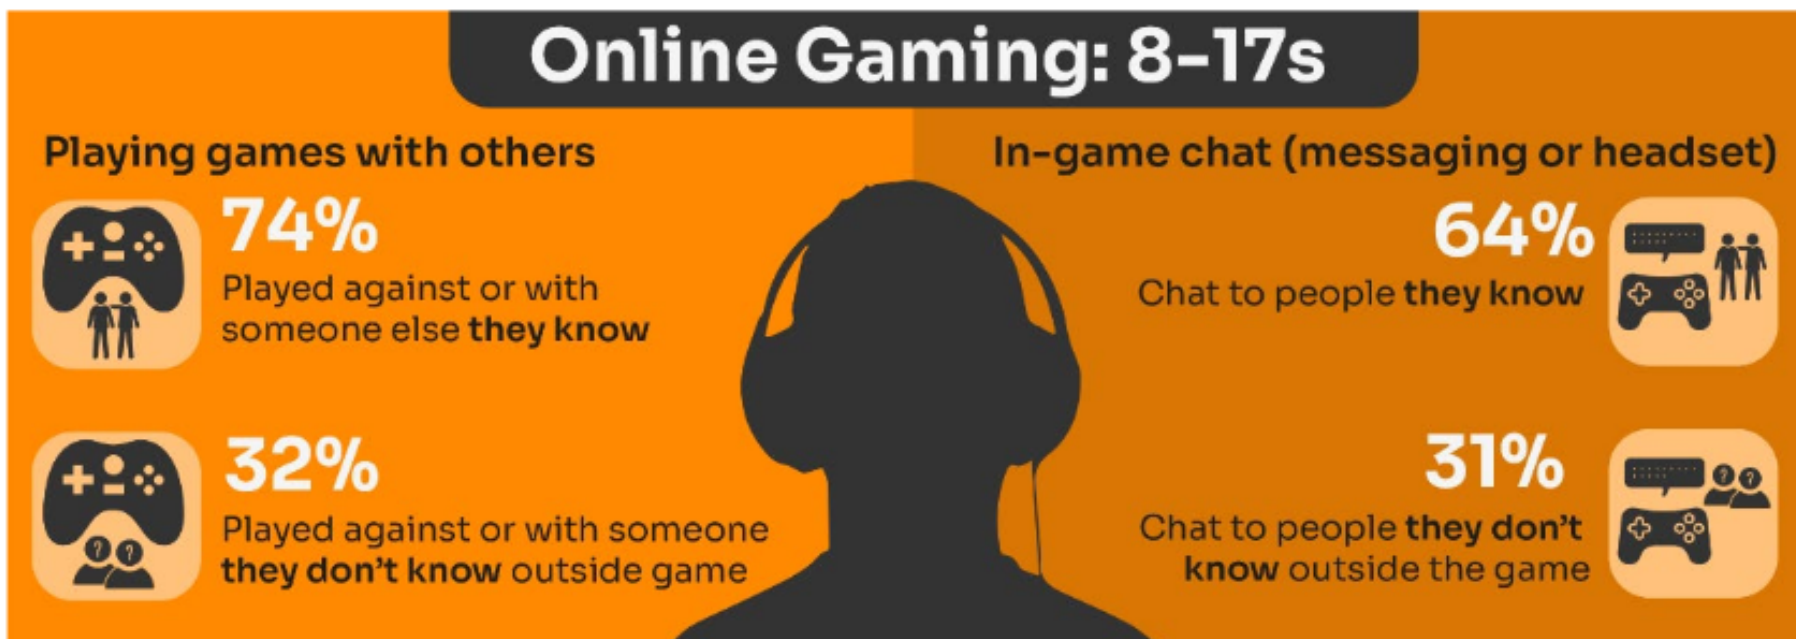 Online Gaming: 8-17s
Playing games with others
74%
Played against or with
someone else they know
32%
Played against or with someone
they don't know outside game
In-game chat (messaging or headset)
64%
Chat to people they know
31%
Chat to people they don't
know outside the game